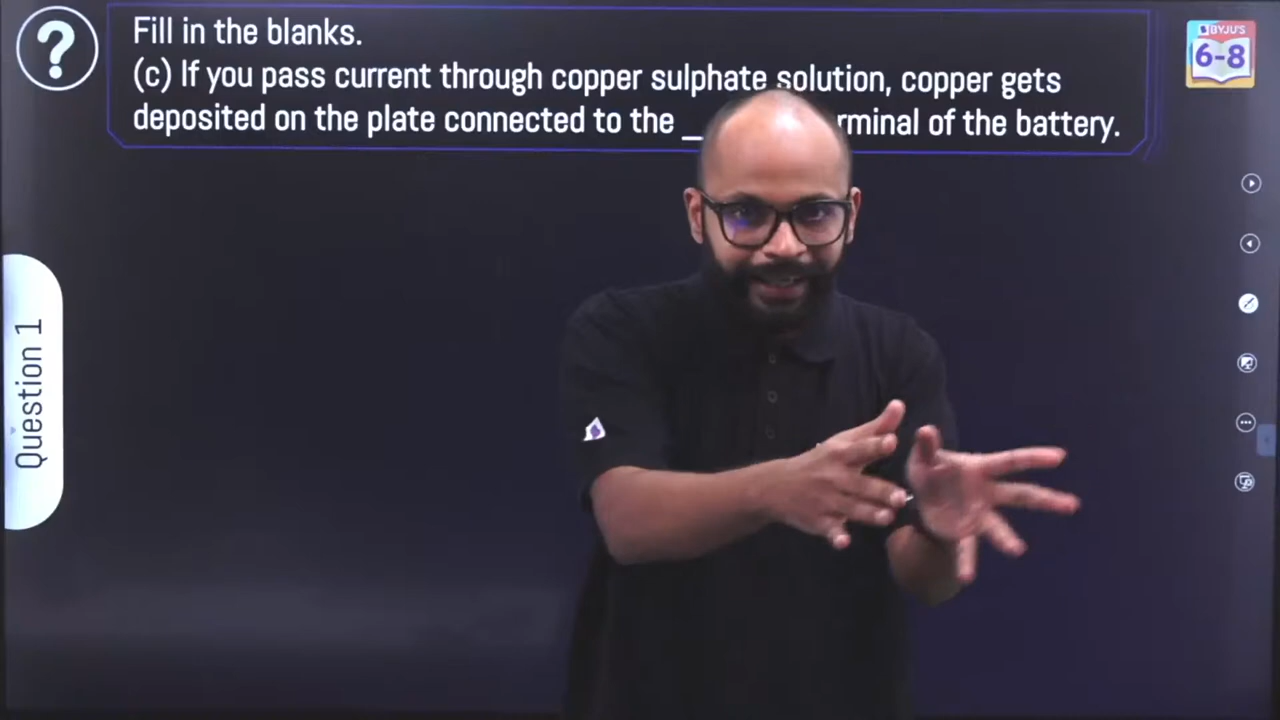 Fill in the blanks.
(c) If you pass current through copper sulphate solution, copper gets
deposited on the plate connected to the _ rminal of the battery.
BYJU'S
6-8
Question 1